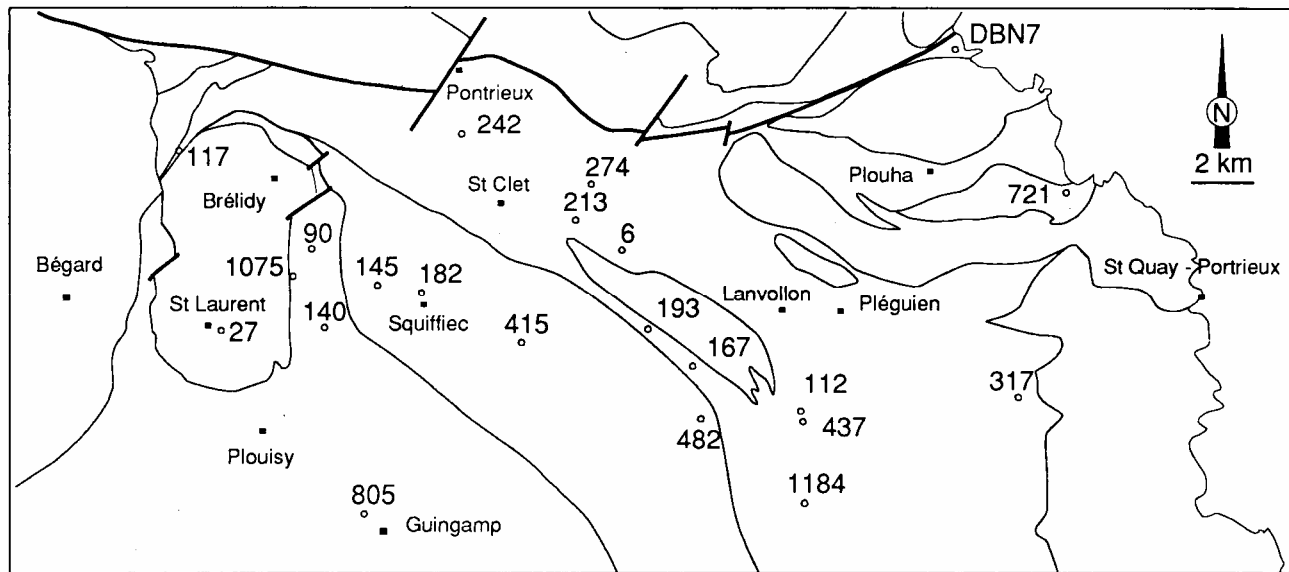 DBN7
Pontrieux
N
242
2 km
117
274
Plouha
Brélidy
St Clet
721
213
90
6
Bégard
1075
145
182
St Quay - Portrieux
St Laurent
140
Squiffiec
193
Lanvollon
Pléguien
27
415
167
112
317
482
437
Plouisy
1184
805
Guingamp